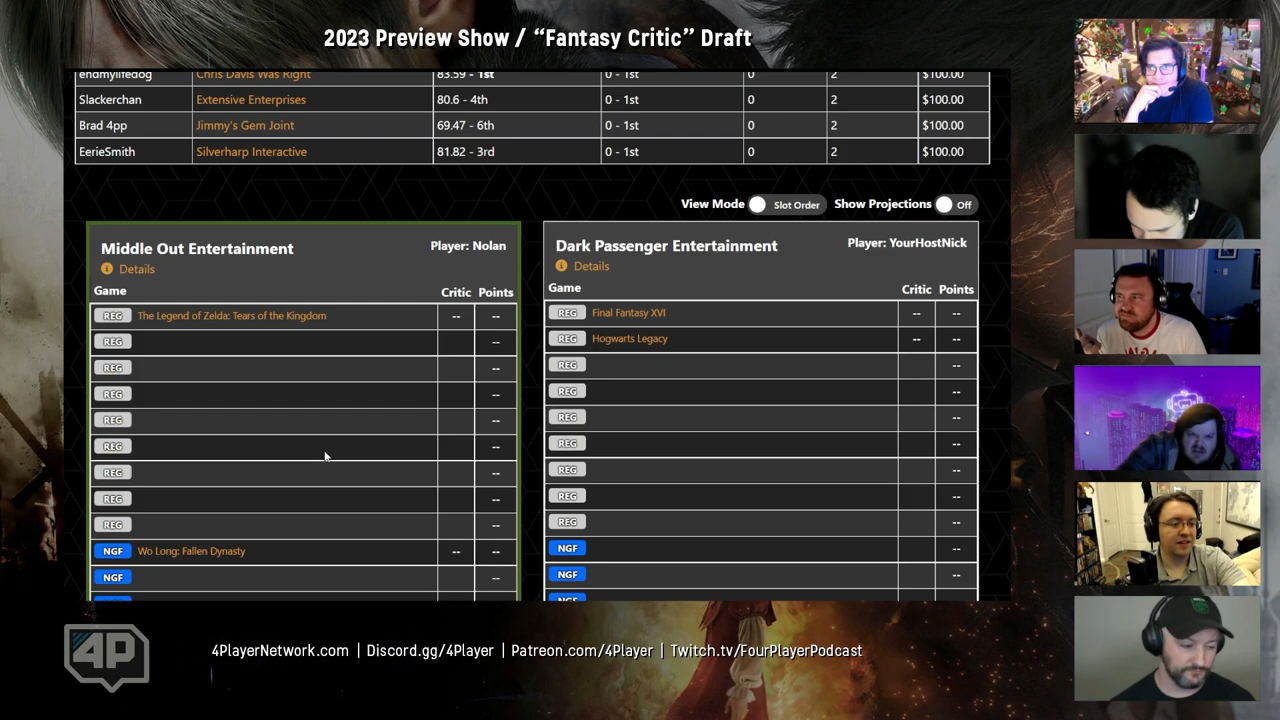 2023 Preview Show / “Fantasy Critic” Draft
endmylifedog Chris Davis Was Right 83.59 - 1st 0 - 1st 0 2 $100.00
Slackerchan Extensive Enterprises 80.6 - 4th 0 - 1st 0 2 $100.00
Brad 4pp Jimmy's Gem Joint 69.47 - 6th 0 - 1st 0 2 $100.00
EerieSmith Silverharp Interactive 81.82 - 3rd 0 - 1st 0 2 $100.00
View Mode Slot Order Show Projections Off
Middle Out Entertainment Player: Nolan
Details
Game Critic Points
REG The Legend of Zelda: Tears of the Kingdom -- --
REG --
REG --
REG --
REG --
REG --
REG --
REG --
REG --
NGF Wo Long: Fallen Dynasty -- --
NGF --
Dark Passenger Entertainment Player: YourHostNick
Details
Game Critic Points
REG Final Fantasy XVI -- --
REG Hogwarts Legacy -- --
REG --
REG --
REG --
REG --
REG --
REG --
REG --
NGF --
NGF --
NGF --
4P
4PlayerNetwork.com | Discord.gg/4Player | Patreon.com/4Player | Twitch.tv/FourPlayerPodcast